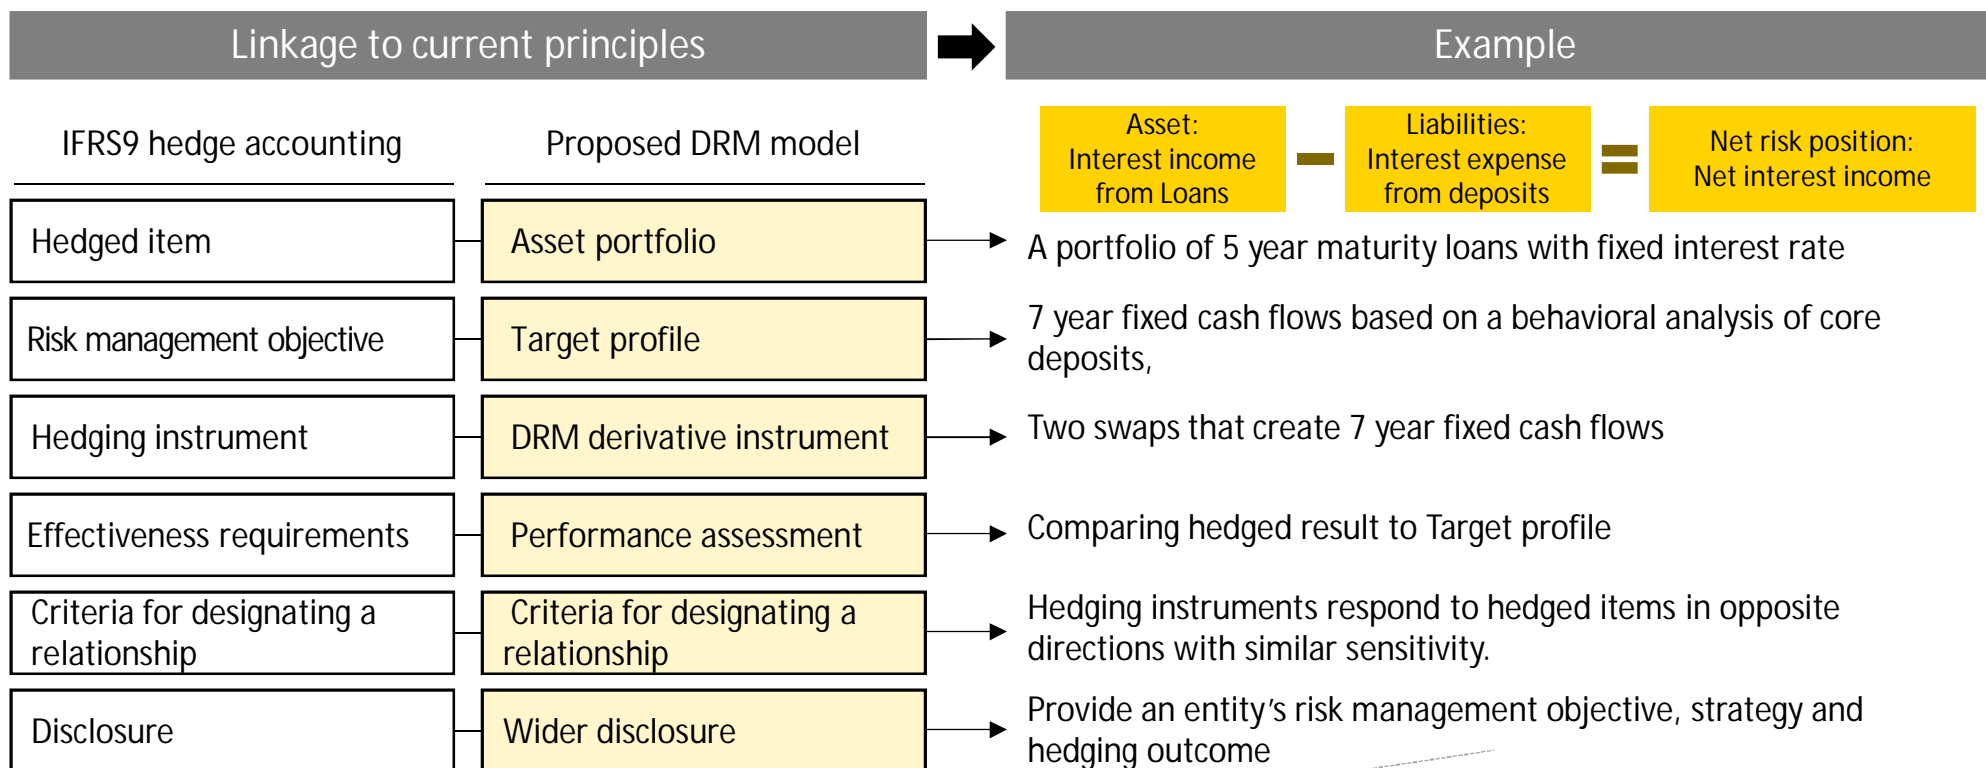 Linkage to current principles
Example
IFRS9 hedge accounting
Proposed DRM model
Asset:
Interest income
from Loans
Liabilities:
Interest expense
from deposits
Net risk position:
Net interest income
Hedged item
Asset portfolio
A portfolio of 5 year maturity loans with fixed interest rate
Risk management objective
Target profile
7 year fixed cash flows based on a behavioral analysis of core
deposits,
Hedging instrument
DRM derivative instrument
Two swaps that create 7 year fixed cash flows
Effectiveness requirements
Performance assessment
Comparing hedged result to Target profile
Criteria for designating a
relationship
Criteria for designating a
relationship
Hedging instruments respond to hedged items in opposite
directions with similar sensitivity.
Disclosure
Wider disclosure
Provide an entity’s risk management objective, strategy and
hedging outcome